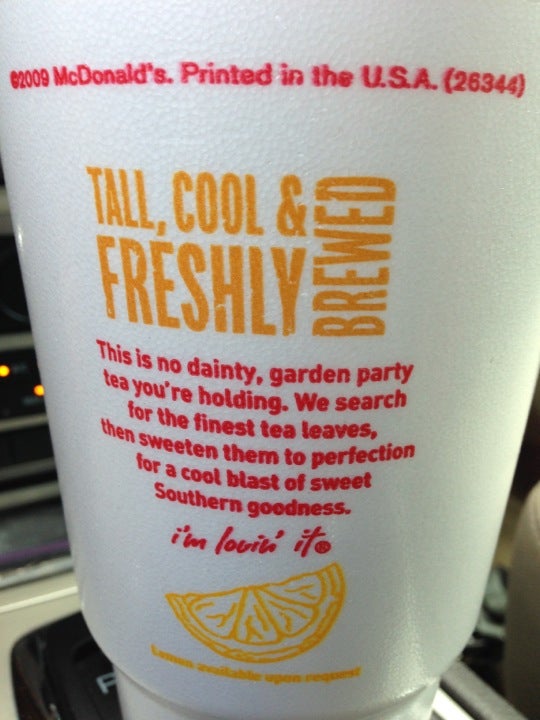 ©2009 McDonald's. Printed in the U.S.A. (26344)
TALL, COOL &
FRESHLY BREWED
This is no dainty, garden party
tea you're holding. We search
for the finest tea leaves,
then sweeten them to perfection
for a cool blast of sweet
Southern goodness.
i'm lovin' it®
Lemon available upon request
P